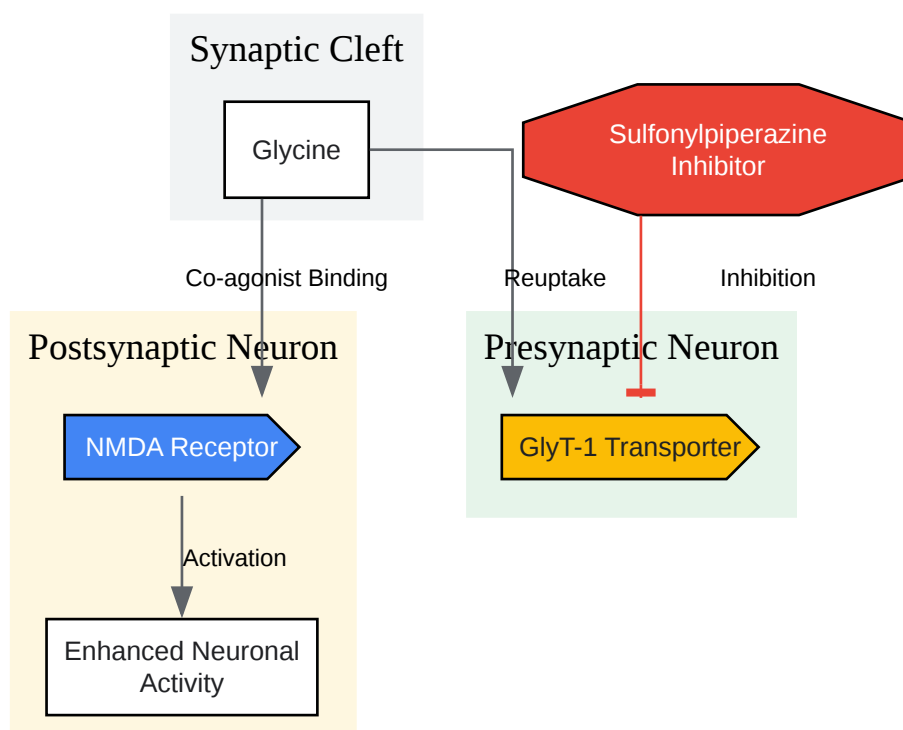 Synaptic Cleft
Glycine
Sulfonylpiperazine
Inhibitor
Co-agonist Binding
Reuptake
Inhibition
Postsynaptic Neuron
Presynaptic Neuron
NMDA Receptor
GlyT-1 Transporter
Activation
Enhanced Neuronal
Activity